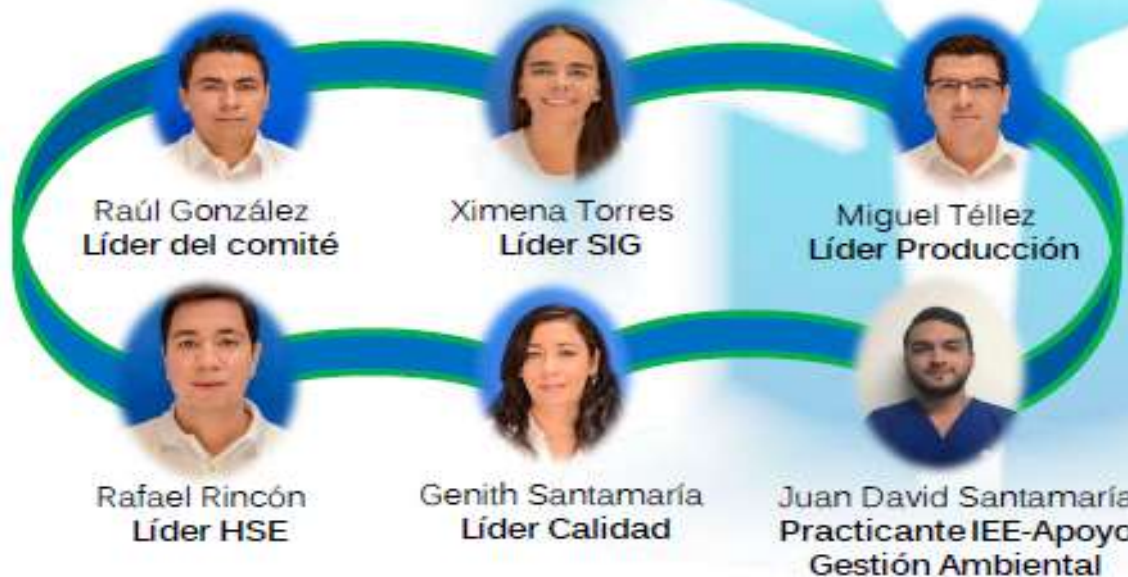 Raúl González
Líder del comité
Ximena Torres
Líder SIG
Miguel Téllez
Líder Producción
Rafael Rincón
Líder HSE
Genith Santamaría
Líder Calidad
Juan David Santamaría
Practicante IEE-Apoyo
Gestión Ambiental